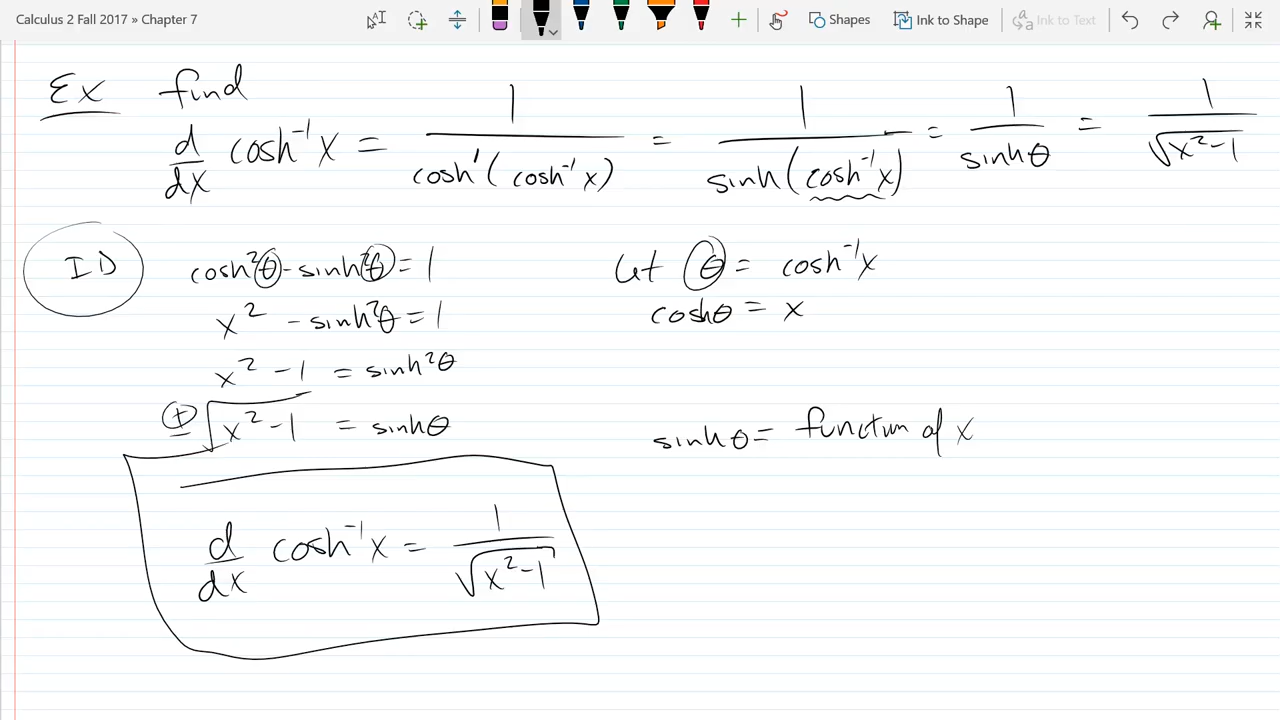 Calculus 2 Fall 2017 » Chapter 7
Shapes
Ink to Shape
Ink to Text
Ex find
d/dx cosh⁻¹x = 1/(cosh'(cosh⁻¹x)) = 1/(sinh(cosh⁻¹x)) = 1/sinhθ = 1/√(x²-1)
ID
cosh²θ - sinh²θ = 1
Let θ = cosh⁻¹x
x² - sinh²θ = 1
coshθ = x
x² - 1 = sinh²θ
+√(x²-1) = sinhθ
sinhθ = function of x
d/dx cosh⁻¹x = 1/√(x²-1)